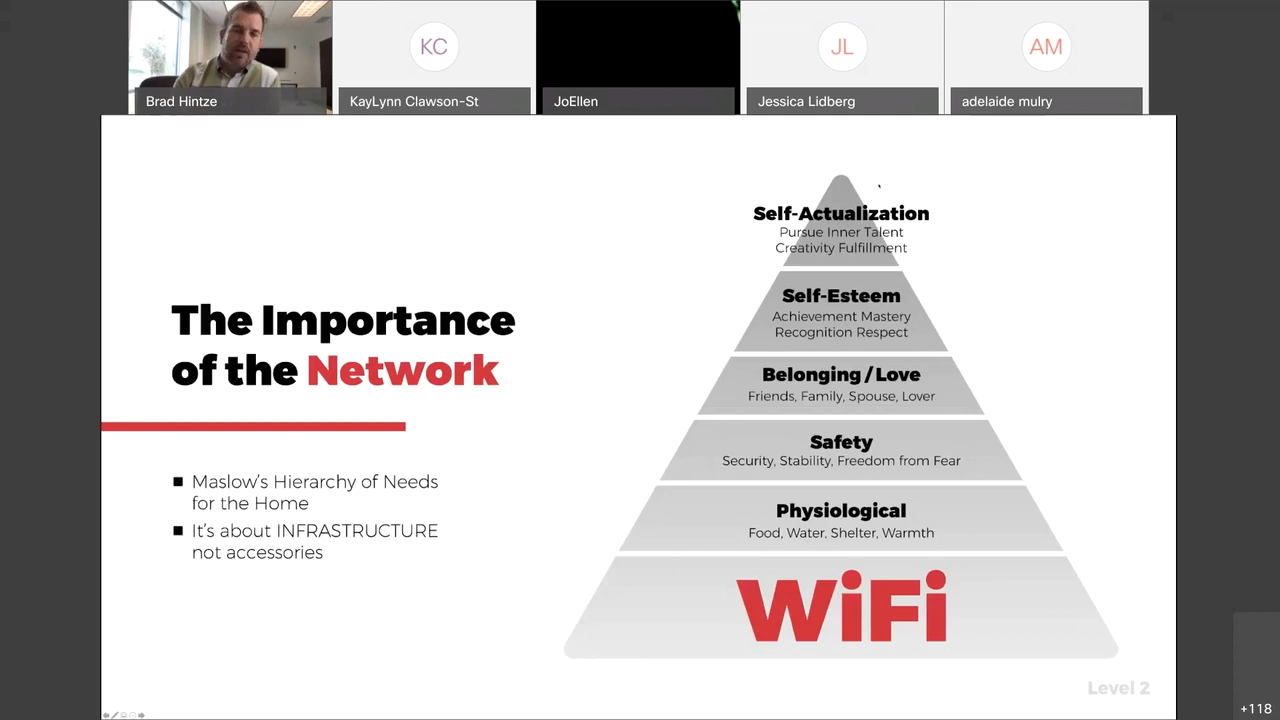 KC
JL
AM
Brad Hintze
KayLynn Clawson-St
JoEllen
Jessica Lidberg
adelaide mulry
The Importance
of the Network
■ Maslow's Hierarchy of Needs
for the Home
■ It's about INFRASTRUCTURE
not accessories
Self-Actualization
Pursue Inner Talent
Creativity Fulfillment
Self-Esteem
Achievement Mastery
Recognition Respect
Belonging / Love
Friends, Family, Spouse, Lover
Safety
Security, Stability, Freedom from Fear
Physiological
Food, Water, Shelter, Warmth
WiFi
Level 2
+118